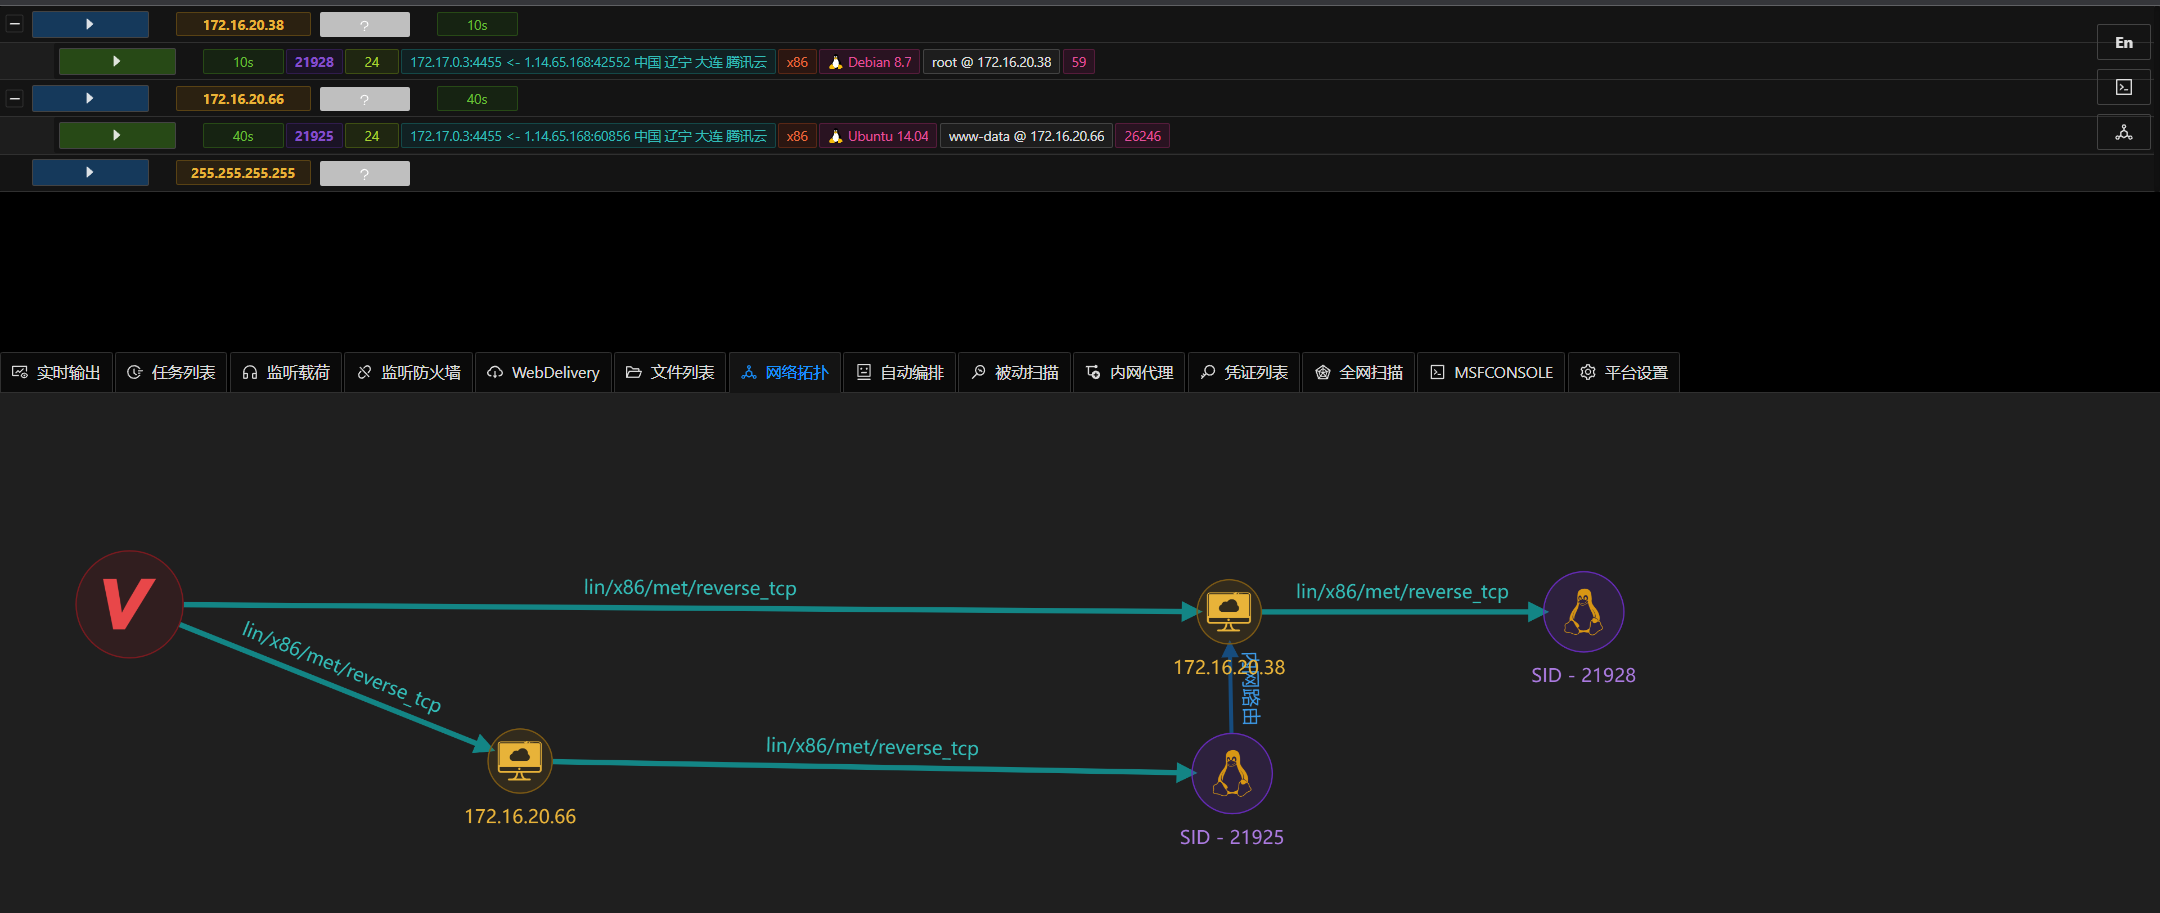 172.16.20.38 ? 10s
En
10s 21928 24 172.17.0.3:4455 <- 1.14.65.168:42552 中国 辽宁 大连 腾讯云 x86 Debian 8.7 root @ 172.16.20.38 59
172.16.20.66 ? 40s
40s 21925 24 172.17.0.3:4455 <- 1.14.65.168:60856 中国 辽宁 大连 腾讯云 x86 Ubuntu 14.04 www-data @ 172.16.20.66 26246
255.255.255.255 ?
实时输出 任务列表 监听载荷 监听防火墙 WebDelivery 文件列表 网络拓扑 自动编排 被动扫描 内网代理 凭证列表 全网扫描 MSFCONSOLE 平台设置
V
lin/x86/met/reverse_tcp
lin/x86/met/reverse_tcp
lin/x86/met/reverse_tcp
172.16.20.38
SID - 21928
内网路由
lin/x86/met/reverse_tcp
172.16.20.66
SID - 21925